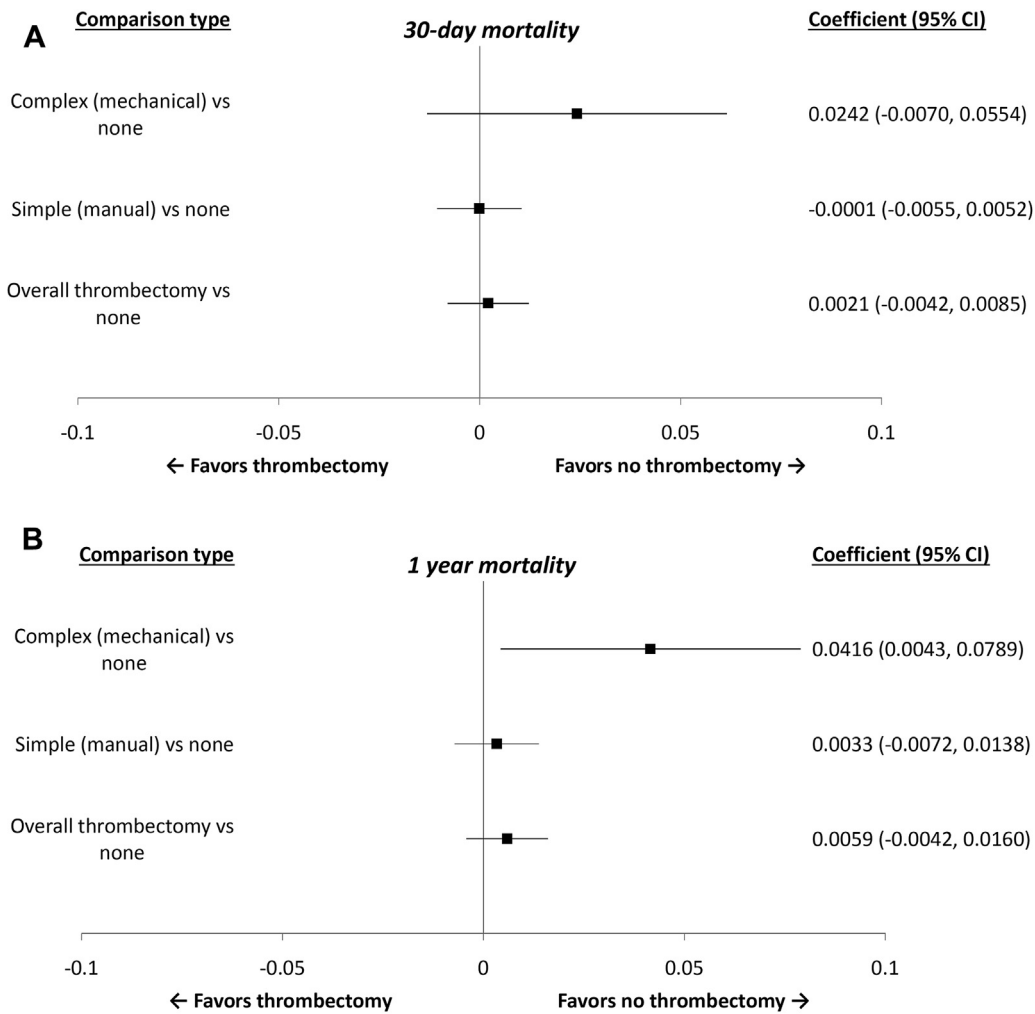 A
Comparison type
30-day mortality
Coefficient (95% CI)
Complex (mechanical) vs
none
0.0242 (-0.0070, 0.0554)
Simple (manual) vs none
-0.0001 (-0.0055, 0.0052)
Overall thrombectomy vs
none
0.0021 (-0.0042, 0.0085)
-0.1 -0.05 0 0.05 0.1
← Favors thrombectomy Favors no thrombectomy →
B
Comparison type
1 year mortality
Coefficient (95% CI)
Complex (mechanical) vs
none
0.0416 (0.0043, 0.0789)
Simple (manual) vs none
0.0033 (-0.0072, 0.0138)
Overall thrombectomy vs
none
0.0059 (-0.0042, 0.0160)
-0.1 -0.05 0 0.05 0.1
← Favors thrombectomy Favors no thrombectomy →